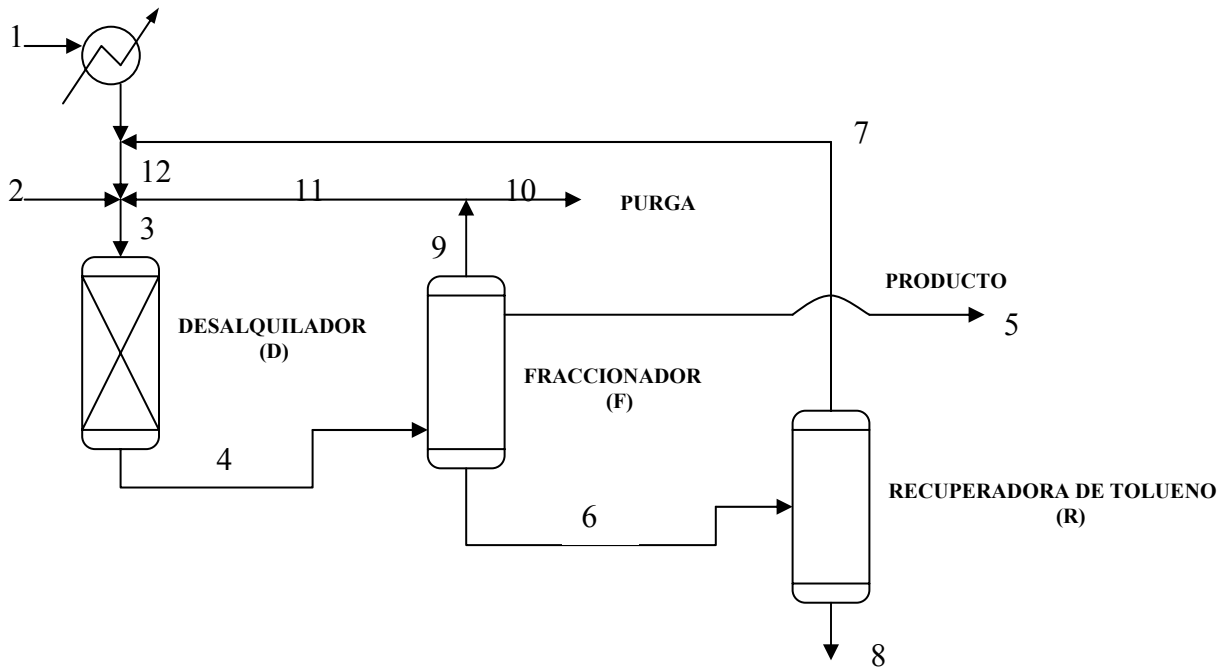 1
7
12
2
11
10
PURGA
3
9
PRODUCTO
5
DESALQUILADOR
(D)
FRACCIONADOR
(F)
4
6
RECUPERADORA DE TOLUENO
(R)
8